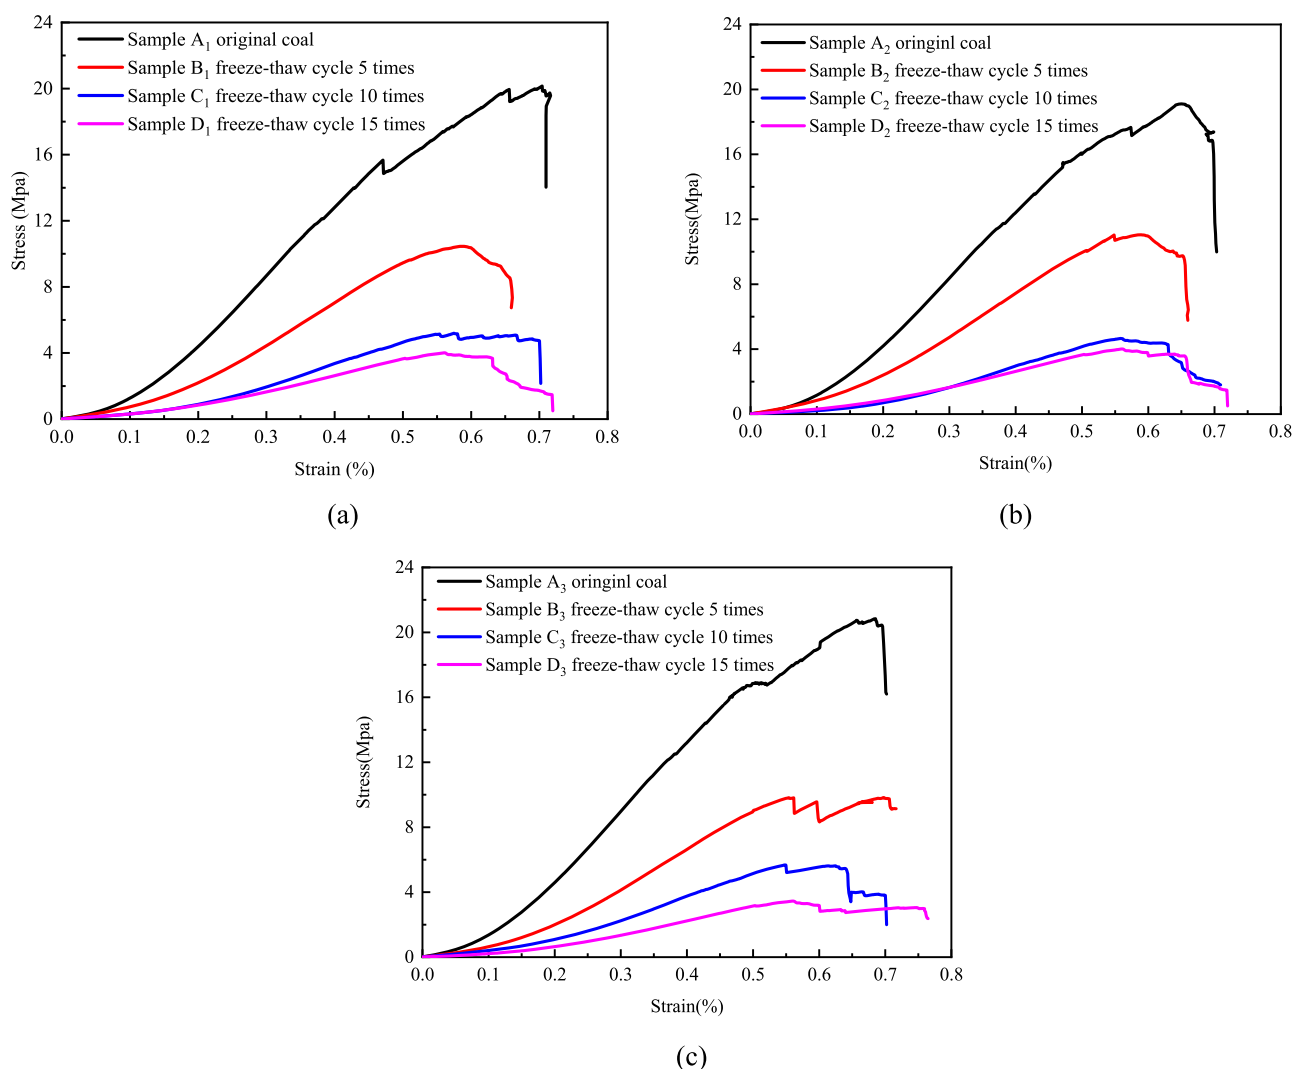 24
20
16
12
8
4
0
Stress (Mpa)
Sample A₁ original coal
Sample B₁ freeze-thaw cycle 5 times
Sample C₁ freeze-thaw cycle 10 times
Sample D₁ freeze-thaw cycle 15 times
0.0 0.1 0.2 0.3 0.4 0.5 0.6 0.7 0.8
Strain (%)
(a)
24
20
16
12
8
4
0
Stress(Mpa)
Sample A₂ oringinl coal
Sample B₂ freeze-thaw cycle 5 times
Sample C₂ freeze-thaw cycle 10 times
Sample D₂ freeze-thaw cycle 15 times
0.0 0.1 0.2 0.3 0.4 0.5 0.6 0.7 0.8
Strain(%)
(b)
24
20
16
12
8
4
0
Stress(Mpa)
Sample A₃ oringinl coal
Sample B₃ freeze-thaw cycle 5 times
Sample C₃ freeze-thaw cycle 10 times
Sample D₃ freeze-thaw cycle 15 times
0.0 0.1 0.2 0.3 0.4 0.5 0.6 0.7 0.8
Strain(%)
(c)